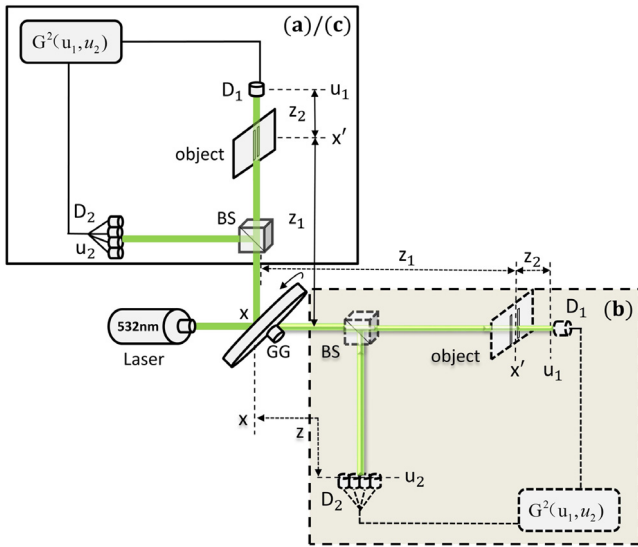 (a)/(c)
G²(u₁,u₂)
D₁
u₁
z₂
x′
object
BS
z₁
D₂
u₂
z₁
z₂
x
532nm
Laser
GG
BS
object
D₁
(b)
x′
u₁
x
z
u₂
D₂
G²(u₁,u₂)